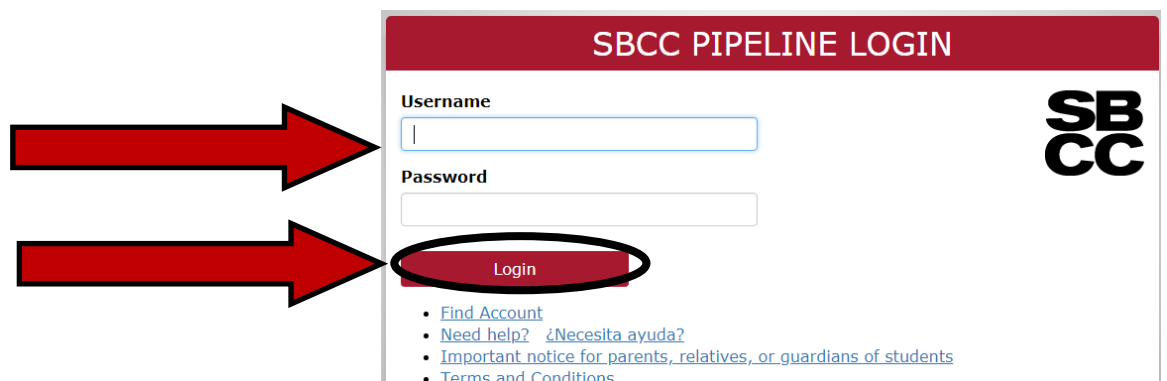 SBCC PIPELINE LOGIN
Username
SB
CC
Password
Login
Find Account
Need help? ¿Necesita ayuda?
Important notice for parents, relatives, or guardians of students
Terms and Conditions